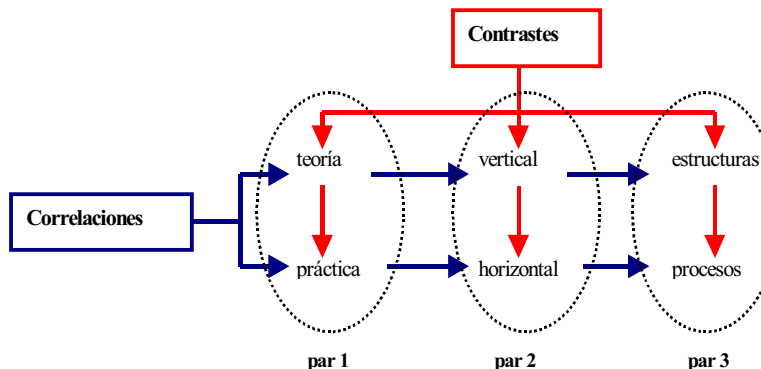 Contrastes
teoría vertical estructuras
Correlaciones
práctica horizontal procesos
par 1 par 2 par 3